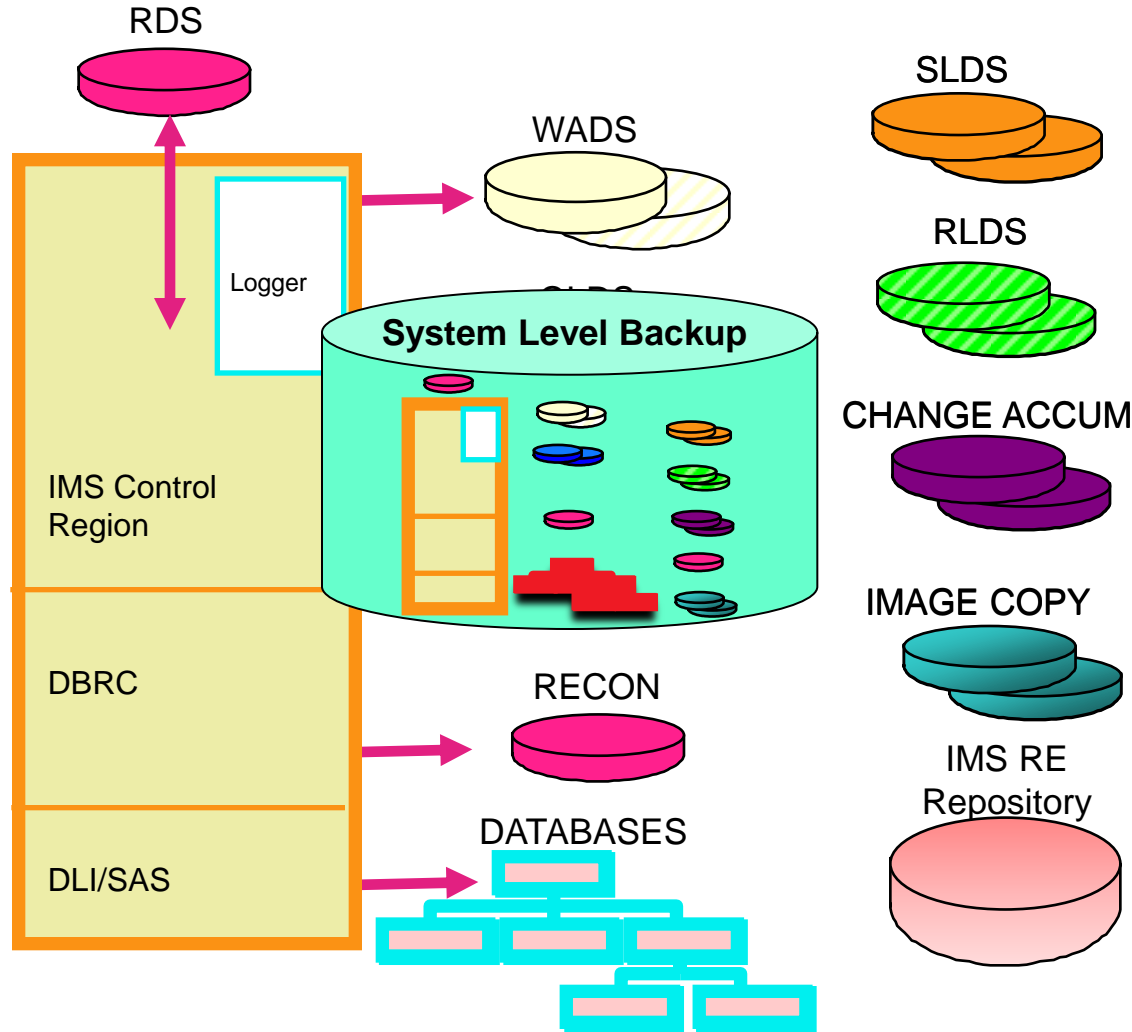 RDS
SLDS
WADS
RLDS
Logger
System Level Backup
CHANGE ACCUM
IMS Control
Region
IMAGE COPY
DBRC
RECON
IMS RE
Repository
DATABASES
DLI/SAS